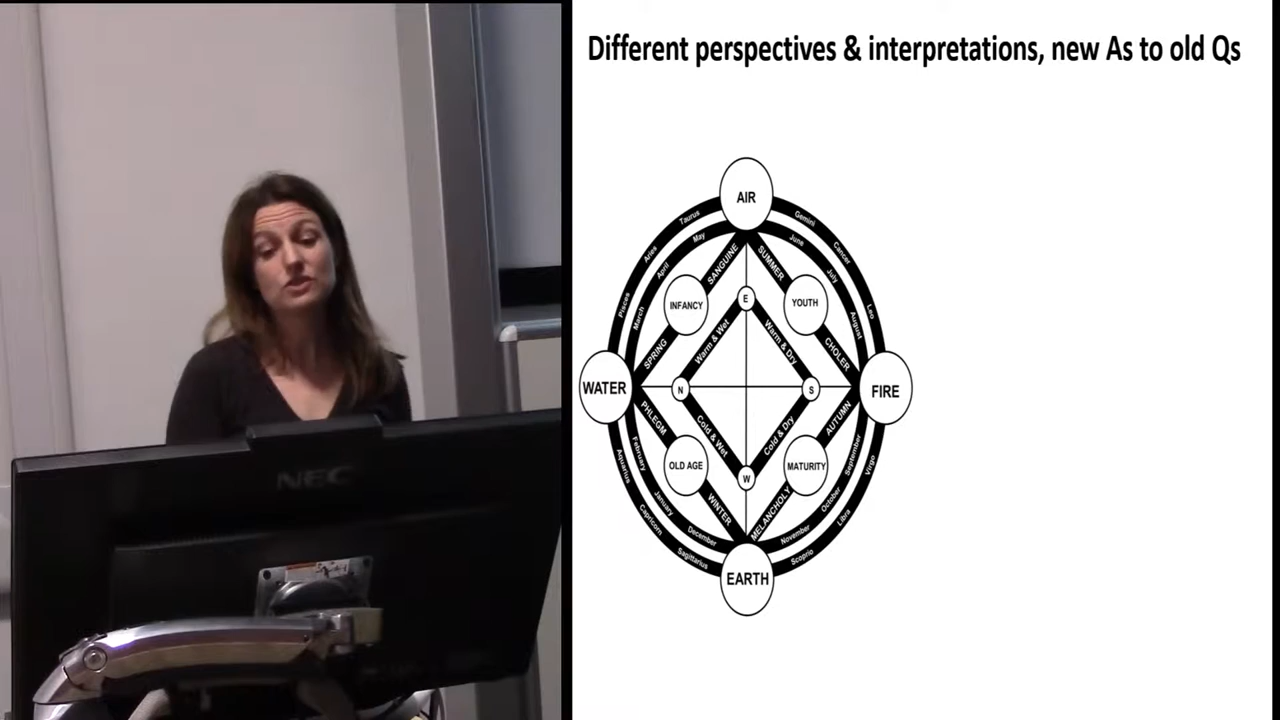 Different perspectives & interpretations, new As to old Qs
AIR
Taurus
Gemini
May
June
Aries
Cancer
April
July
SANGUINE
SUMMER
Pisces
March
INFANCY
E
YOUTH
August
Leo
SPRING
Warm & Wet
Warm & Dry
CHOLER
WATER
N
S
FIRE
PHLEGM
Cold & Wet
Cold & Dry
AUTUMN
February
Aquarius
OLD AGE
W
MATURITY
September
Virgo
January
Capricorn
WINTER
MELANCHOLY
October
Libra
December
November
Sagittarius
Scoprio
EARTH
NEC